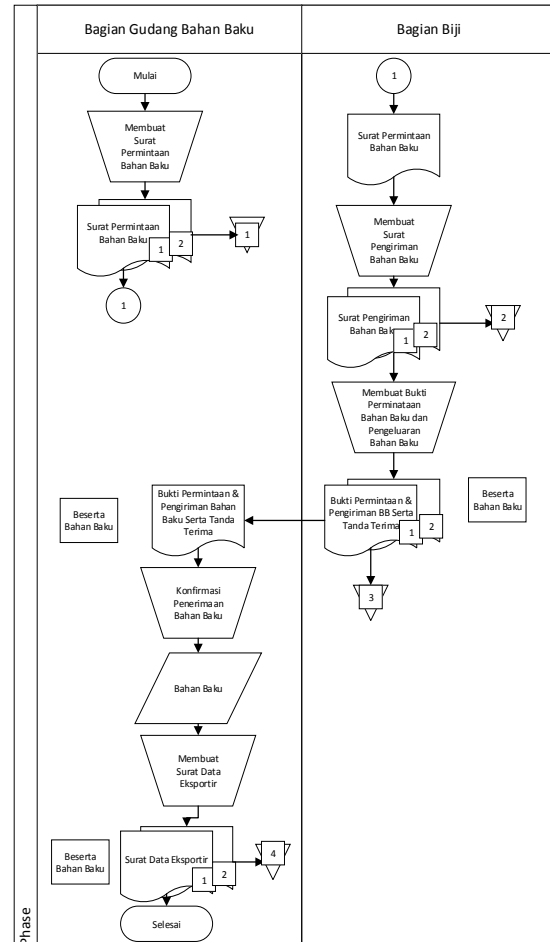 Bagian Gudang Bahan Baku
Bagian Biji
Mulai
Membuat
Surat
Permintaan
Bahan Baku
Surat Permintaan
Bahan Baku
1
2
1
1
1
Surat Permintaan
Bahan Baku
Membuat
Surat
Pengiriman
Bahan Baku
Surat Pengiriman
Bahan Baku
1
2
2
Membuat Bukti
Perminataan
Bahan Baku dan
Pengeluaran
Bahan Baku
Bukti Permintaan &
Pengiriman BB Serta
Tanda Terima
1
2
Beserta
Bahan Baku
3
Beserta
Bahan Baku
Bukti Permintaan &
Pengiriman Bahan
Baku Serta Tanda
Terima
Konfirmasi
Penerimaan
Bahan Baku
Bahan Baku
Membuat
Surat Data
Eksportir
Beserta
Bahan Baku
Surat Data Eksportir
1
2
4
Selesai
Phase